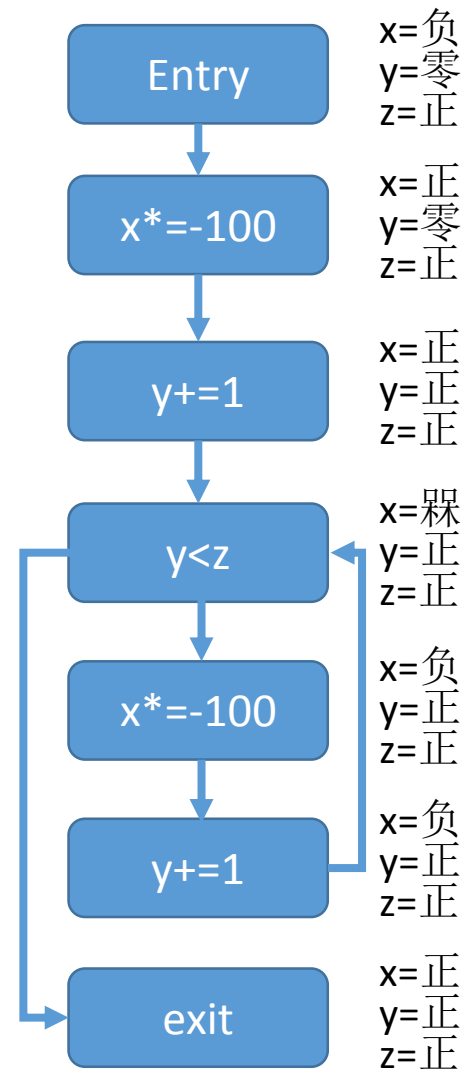 Entry
x=负
y=零
z=正
x*=-100
x=正
y=零
z=正
y+=1
x=正
y=正
z=正
y<z
x=槑
y=正
z=正
x*=-100
x=负
y=正
z=正
y+=1
x=负
y=正
z=正
exit
x=正
y=正
z=正